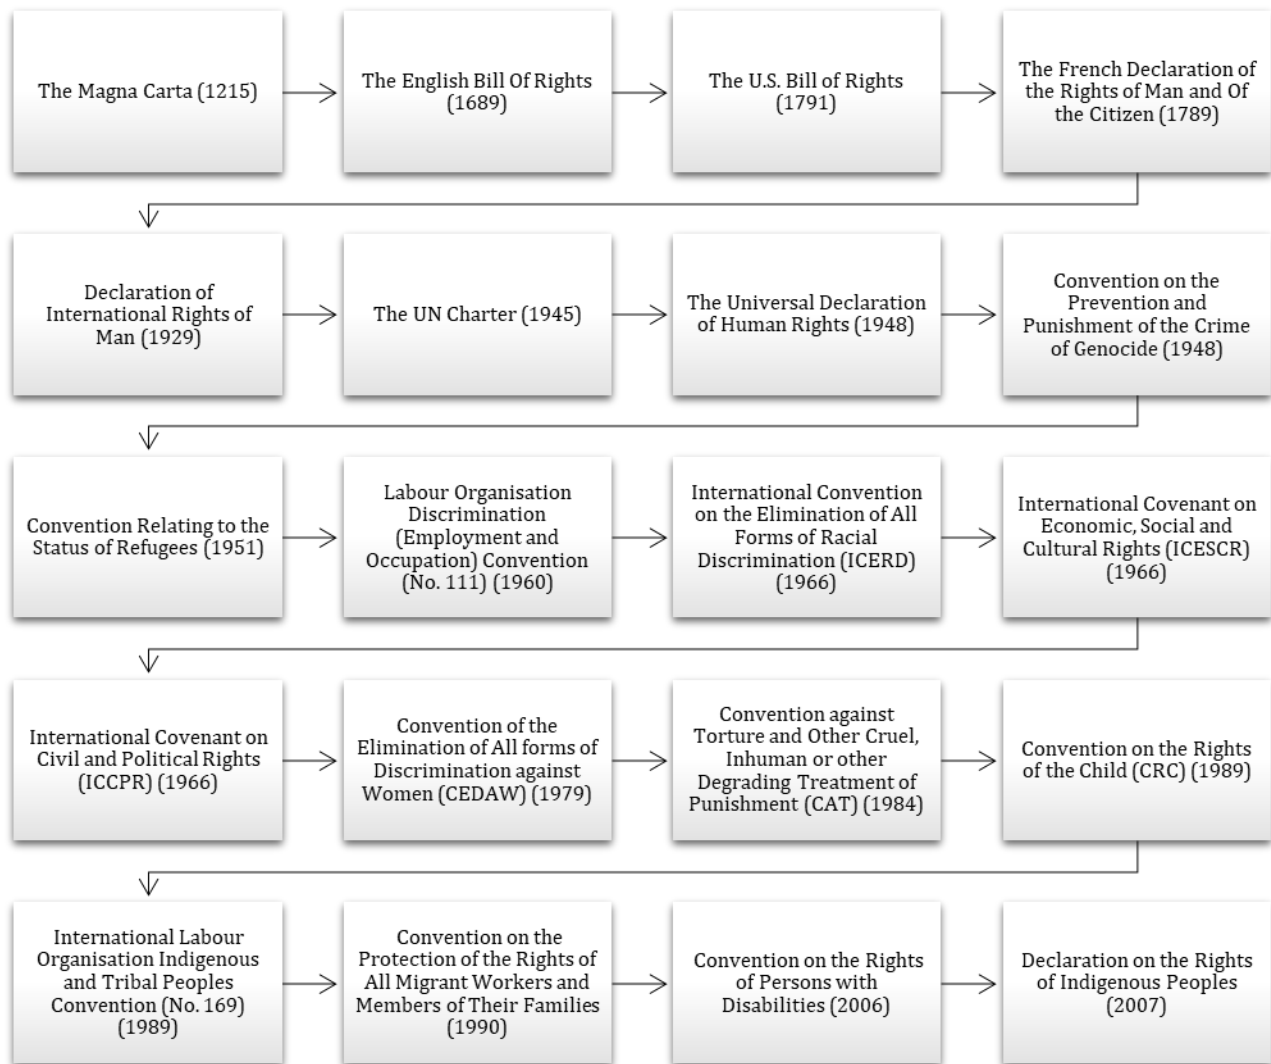 The Magna Carta (1215)
The English Bill Of Rights
(1689)
The U.S. Bill of Rights
(1791)
The French Declaration of
the Rights of Man and Of
the Citizen (1789)
Declaration of
International Rights of
Man (1929)
The UN Charter (1945)
The Universal Declaration
of Human Rights (1948)
Convention on the
Prevention and
Punishment of the Crime
of Genocide (1948)
Convention Relating to the
Status of Refugees (1951)
Labour Organisation
Discrimination
(Employment and
Occupation) Convention
(No. 111) (1960)
International Convention
on the Elimination of All
Forms of Racial
Discrimination (ICERD)
(1966)
International Covenant on
Economic, Social and
Cultural Rights (ICESCR)
(1966)
International Covenant on
Civil and Political Rights
(ICCPR) (1966)
Convention of the
Elimination of All forms of
Discrimination against
Women (CEDAW) (1979)
Convention against
Torture and Other Cruel,
Inhuman or other
Degrading Treatment of
Punishment (CAT) (1984)
Convention on the Rights
of the Child (CRC) (1989)
International Labour
Organisation Indigenous
and Tribal Peoples
Convention (No. 169)
(1989)
Convention on the
Protection of the Rights of
All Migrant Workers and
Members of Their Families
(1990)
Convention on the Rights
of Persons with
Disabilities (2006)
Declaration on the Rights
of Indigenous Peoples
(2007)